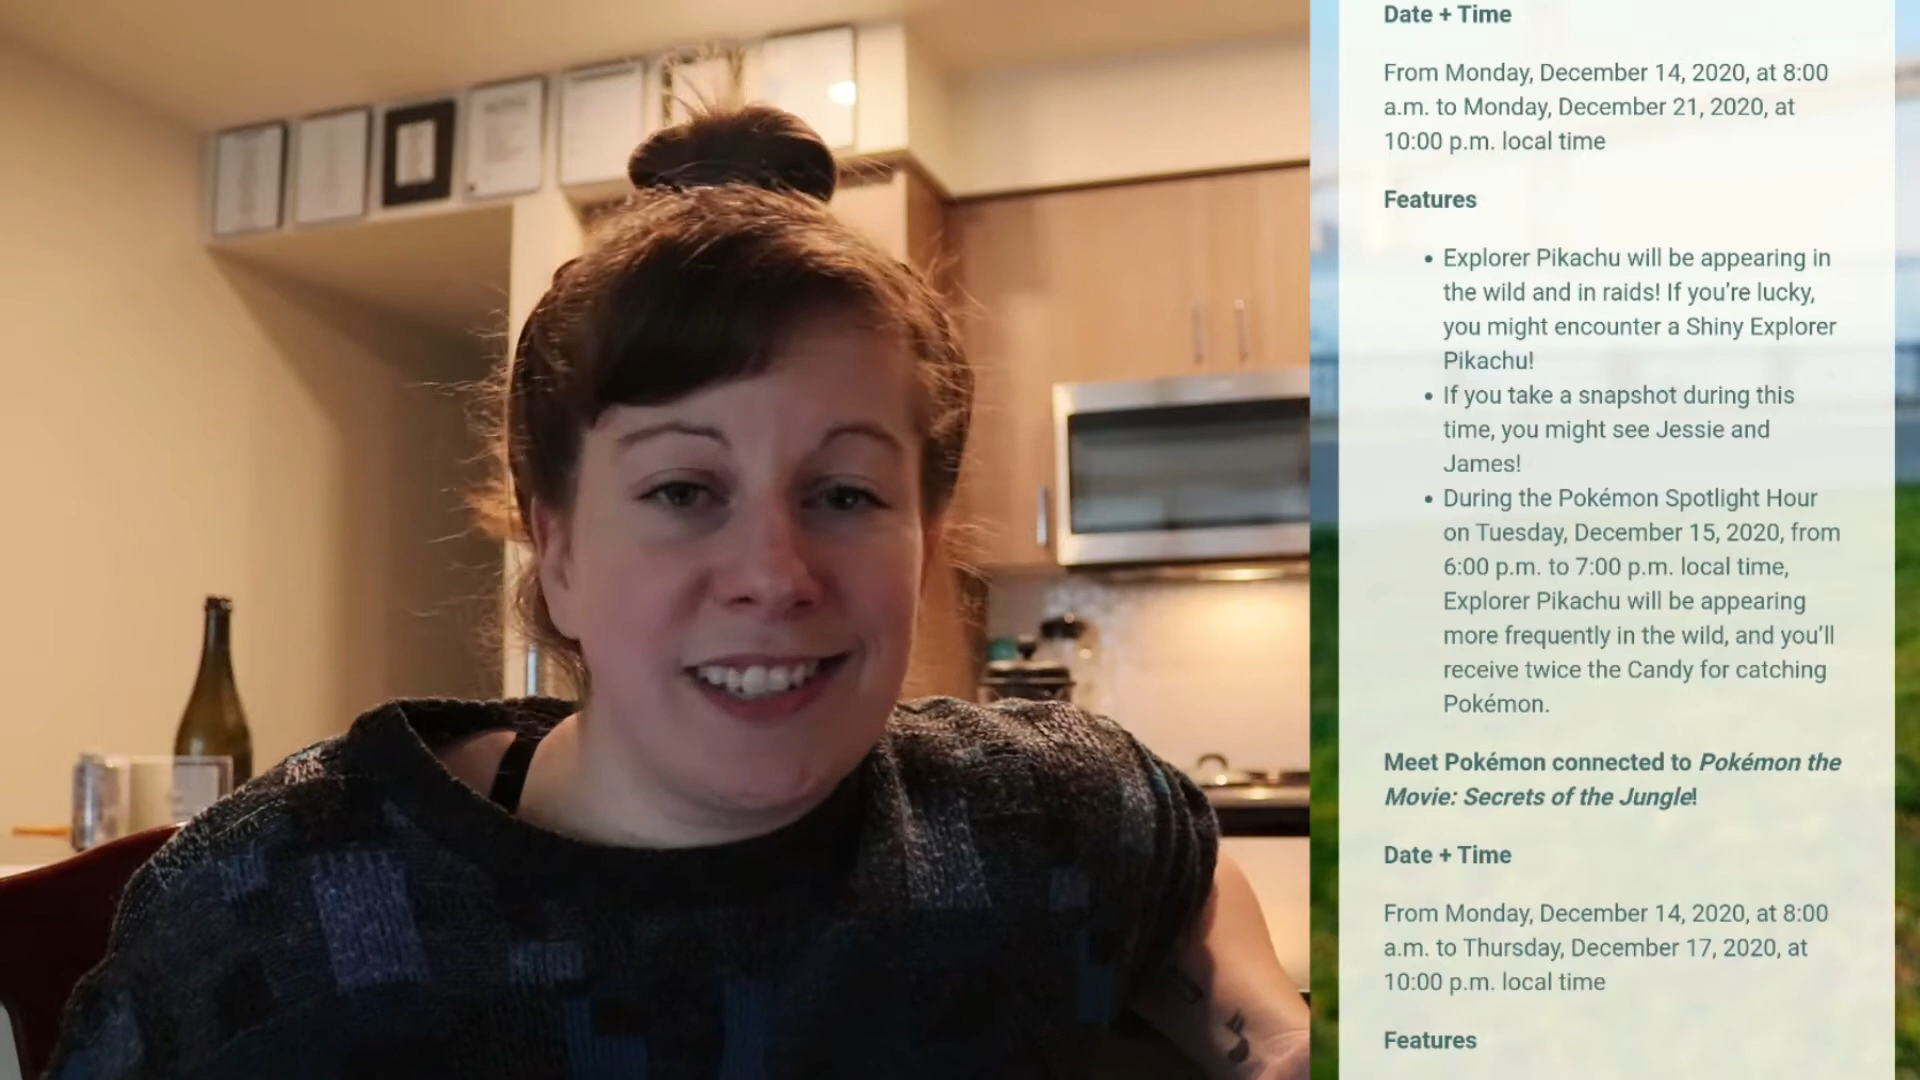 Date + Time
From Monday, December 14, 2020, at 8:00
a.m. to Monday, December 21, 2020, at
10:00 p.m. local time
Features
• Explorer Pikachu will be appearing in
the wild and in raids! If you’re lucky,
you might encounter a Shiny Explorer
Pikachu!
• If you take a snapshot during this
time, you might see Jessie and
James!
• During the Pokémon Spotlight Hour
on Tuesday, December 15, 2020, from
6:00 p.m. to 7:00 p.m. local time,
Explorer Pikachu will be appearing
more frequently in the wild, and you’ll
receive twice the Candy for catching
Pokémon.
Meet Pokémon connected to Pokémon the
Movie: Secrets of the Jungle!
Date + Time
From Monday, December 14, 2020, at 8:00
a.m. to Thursday, December 17, 2020, at
10:00 p.m. local time
Features